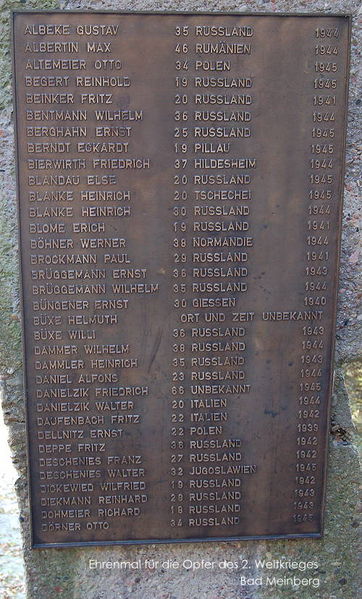 ALBEKE GUSTAV 35 RUSSLAND 1944
ALBERTIN MAX 46 RUMÄNIEN 1944
ALTEMEIER OTTO 34 POLEN 1945
BEGERT REINHOLD 19 RUSSLAND 1945
BEINKER FRITZ 20 RUSSLAND 1941
BENTMANN WILHELM 36 RUSSLAND 1944
BERGHAHN ERNST 25 RUSSLAND 1945
BERNDT ECKARDT 19 PILLAU 1945
BIERWIRTH FRIEDRICH 37 HILDESHEIM 1944
BLANDAU ELSE 20 RUSSLAND 1945
BLANKE HEINRICH 20 TSCHECHEI 1945
BLANKE HEINRICH 30 RUSSLAND 1944
BLOME ERICH 19 RUSSLAND 1941
BÖHNER WERNER 38 NORMANDIE 1944
BROCKMANN PAUL 29 RUSSLAND 1941
BRÜGGEMANN ERNST 36 RUSSLAND 1943
BRÜGGEMANN WILHELM 35 RUSSLAND 1944
BÜNGENER ERNST 30 GIESSEN 1940
BÜXE HELMUTH ORT UND ZEIT UNBEKANNT
BÜXE WILLI 36 RUSSLAND 1943
DAMMER WILHELM 38 RUSSLAND 1944
DAMMLER HEINRICH 35 RUSSLAND 1943
DANIEL ALFONS 23 RUSSLAND 1944
DANIELZIK FRIEDRICH 66 UNBEKANNT 1945
DANIELZIK WALTER 20 ITALIEN 1944
DAUFENBACH FRITZ 22 ITALIEN 1942
DELLNITZ ERNST 22 POLEN 1939
DEPPE FRITZ RUSSLAND 1942
DESCHENIES FRANZ 27 RUSSLAND 1942
DESCHENIES WALTER 32 JUGOSLAWIEN
DICKEWIED WILFRIED RUSSLAND 1942
DIEKMANN REINHARD RUSSLAND 1943
DOHMEIER RICHARD RUSSLAND 1943
DÖRNER OTTO 34 RUSSLAND
Ehrenmal für die Opfer des 2. Weltkrieges
Bad Meinberg